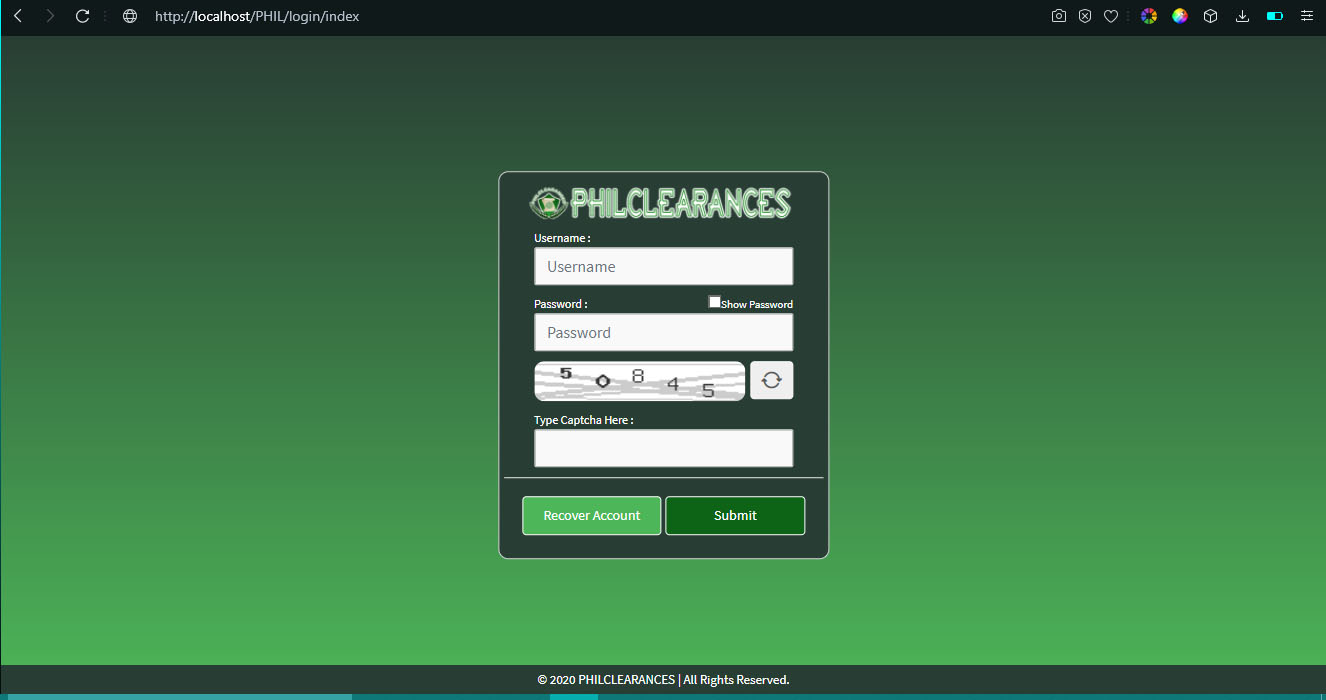 http://localhost/PHIL/login/index
PHILCLEARANCES
Username :
Username
Password :
Show Password
Password
5 0 8 4 5
Type Captcha Here :
Recover Account
Submit
© 2020 PHILCLEARANCES | All Rights Reserved.